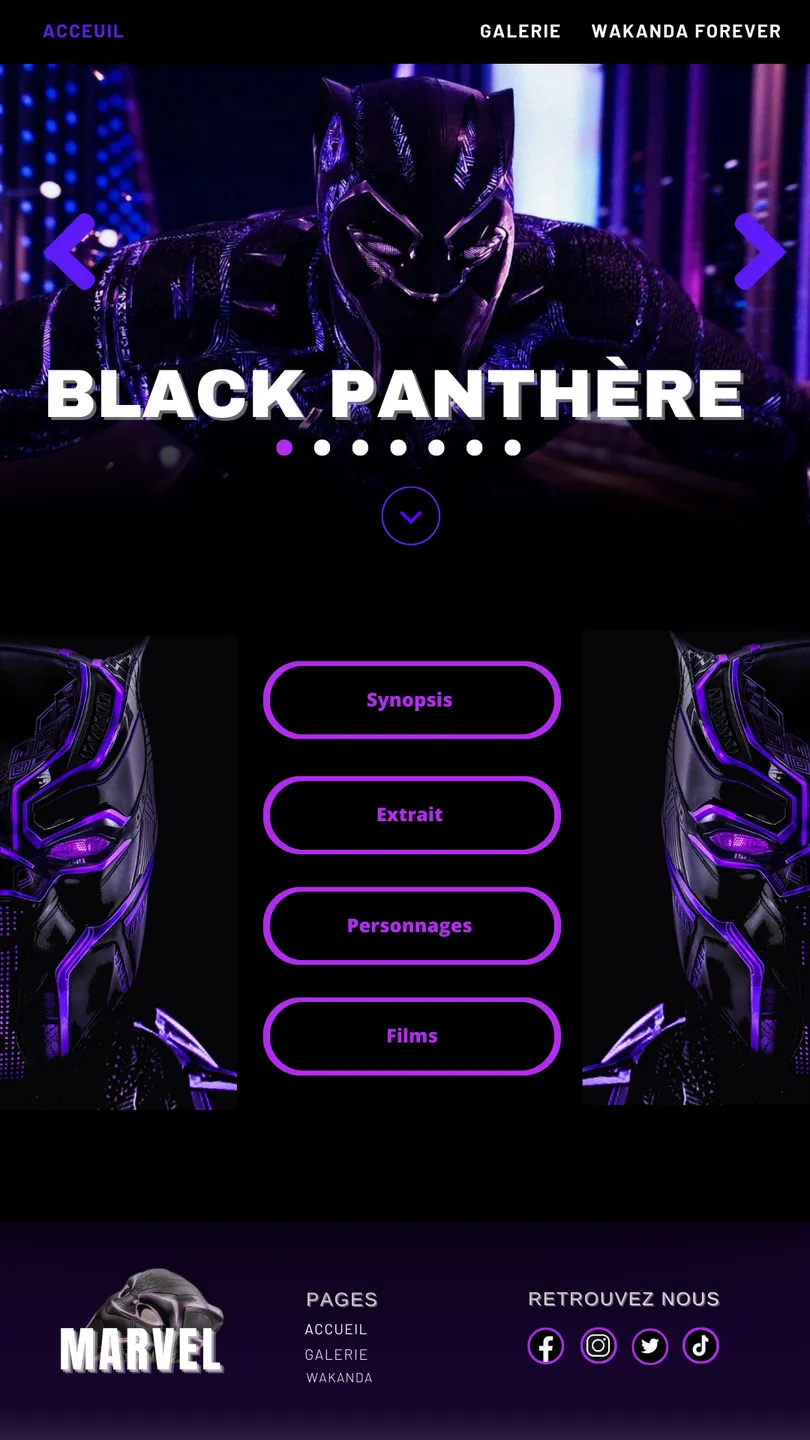 ACCEUIL GALERIE WAKANDA FOREVER
BLACK PANTHÈRE
Synopsis
Extrait
Personnages
Films
MARVEL
PAGES
ACCUEIL
GALERIE
WAKANDA
RETROUVEZ NOUS